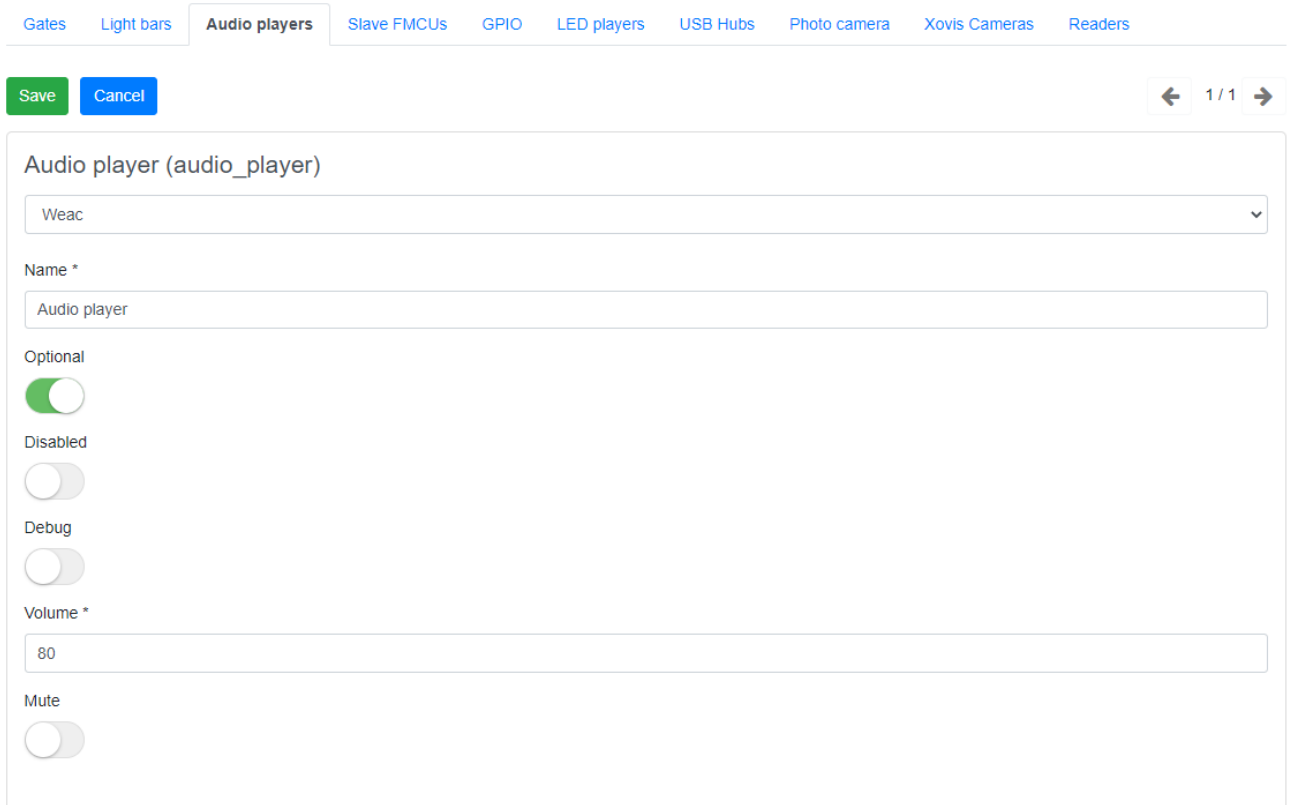 Gates Light bars Audio players Slave FMCUs GPIO LED players USB Hubs Photo camera Xovis Cameras Readers
Save Cancel 1 / 1
Audio player (audio_player)
Weac
Name *
Audio player
Optional
Disabled
Debug
Volume *
80
Mute